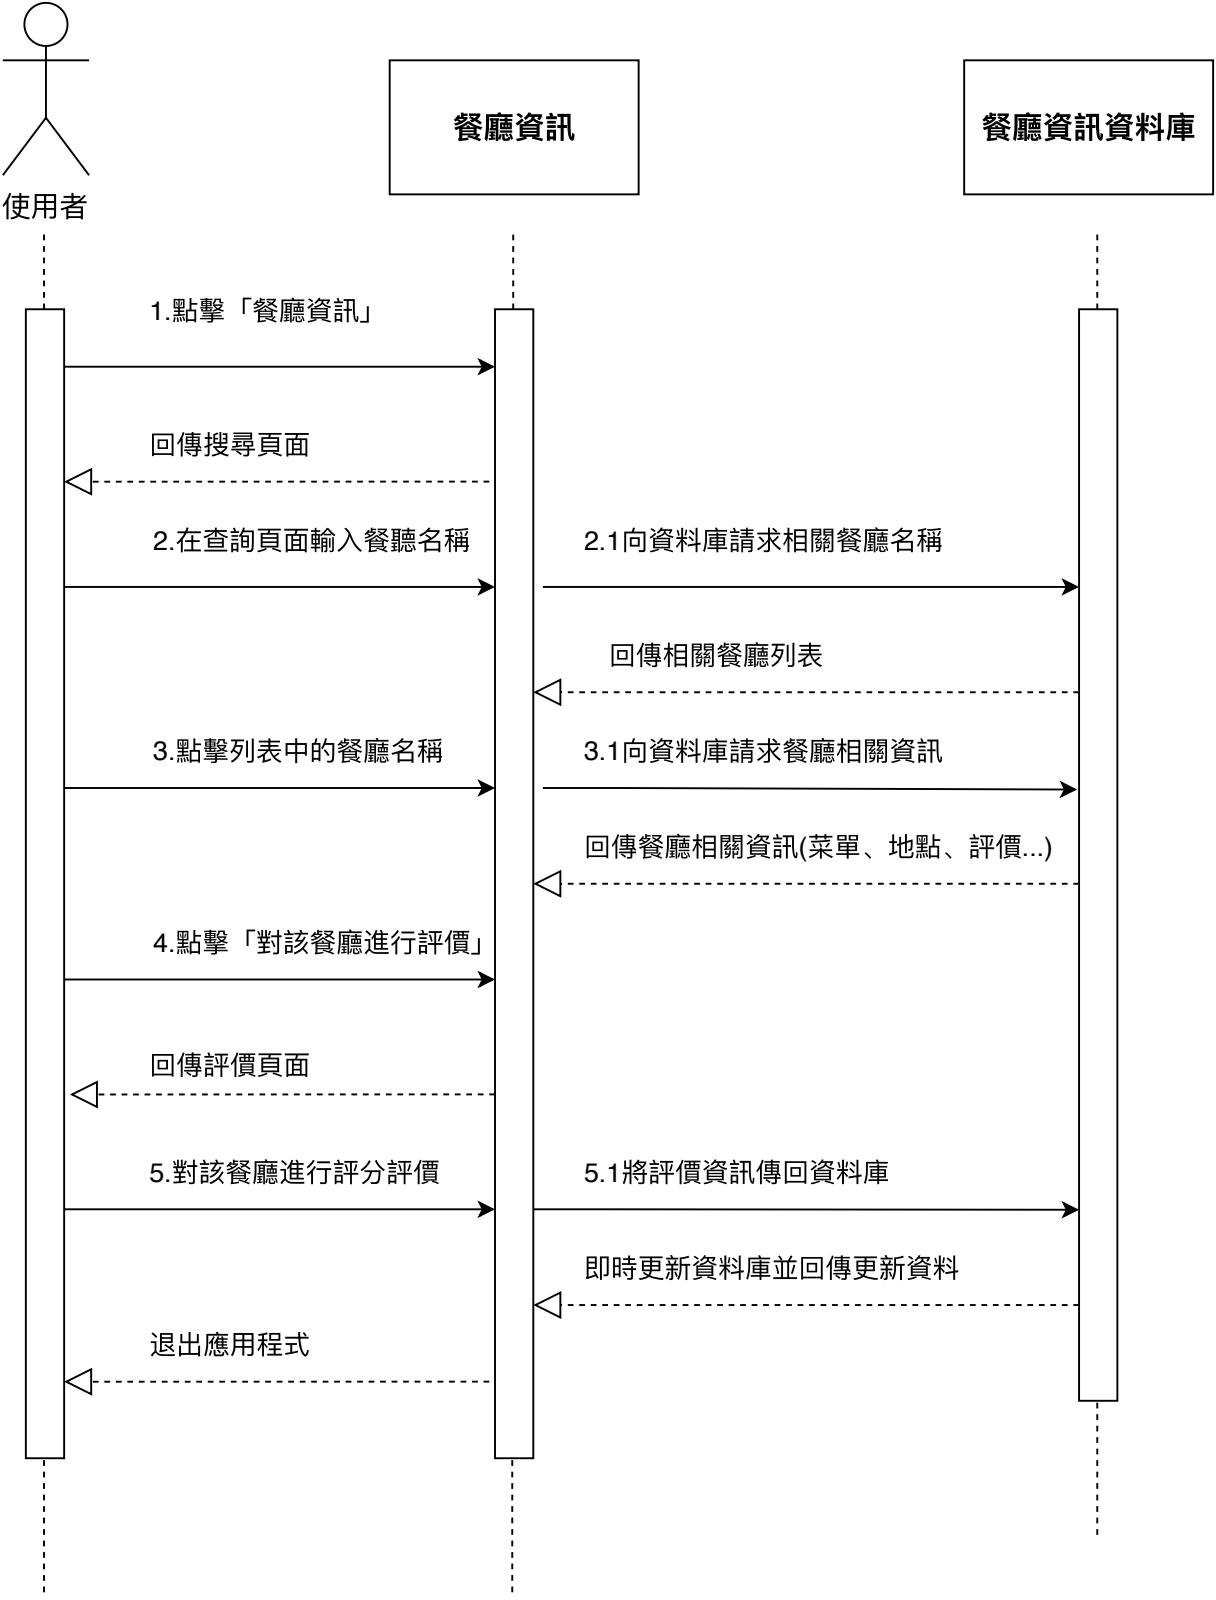 使用者
餐廳資訊
餐廳資訊資料庫
1.點擊「餐廳資訊」
回傳搜尋頁面
2.在查詢頁面輸入餐聽名稱
2.1向資料庫請求相關餐廳名稱
回傳相關餐廳列表
3.點擊列表中的餐廳名稱
3.1向資料庫請求餐廳相關資訊
回傳餐廳相關資訊(菜單、地點、評價...)
4.點擊「對該餐廳進行評價」
回傳評價頁面
5.對該餐廳進行評分評價
5.1將評價資訊傳回資料庫
即時更新資料庫並回傳更新資料
退出應用程式